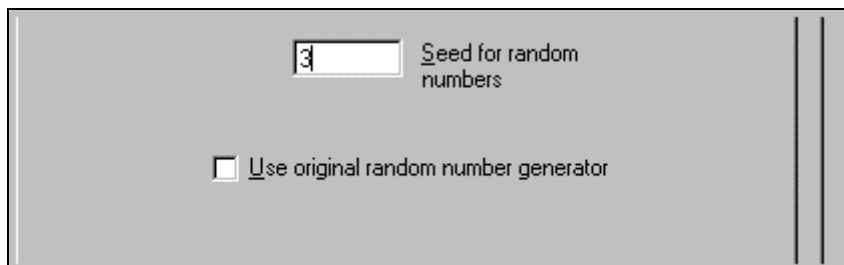 3
Seed for random
numbers
Use original random number generator